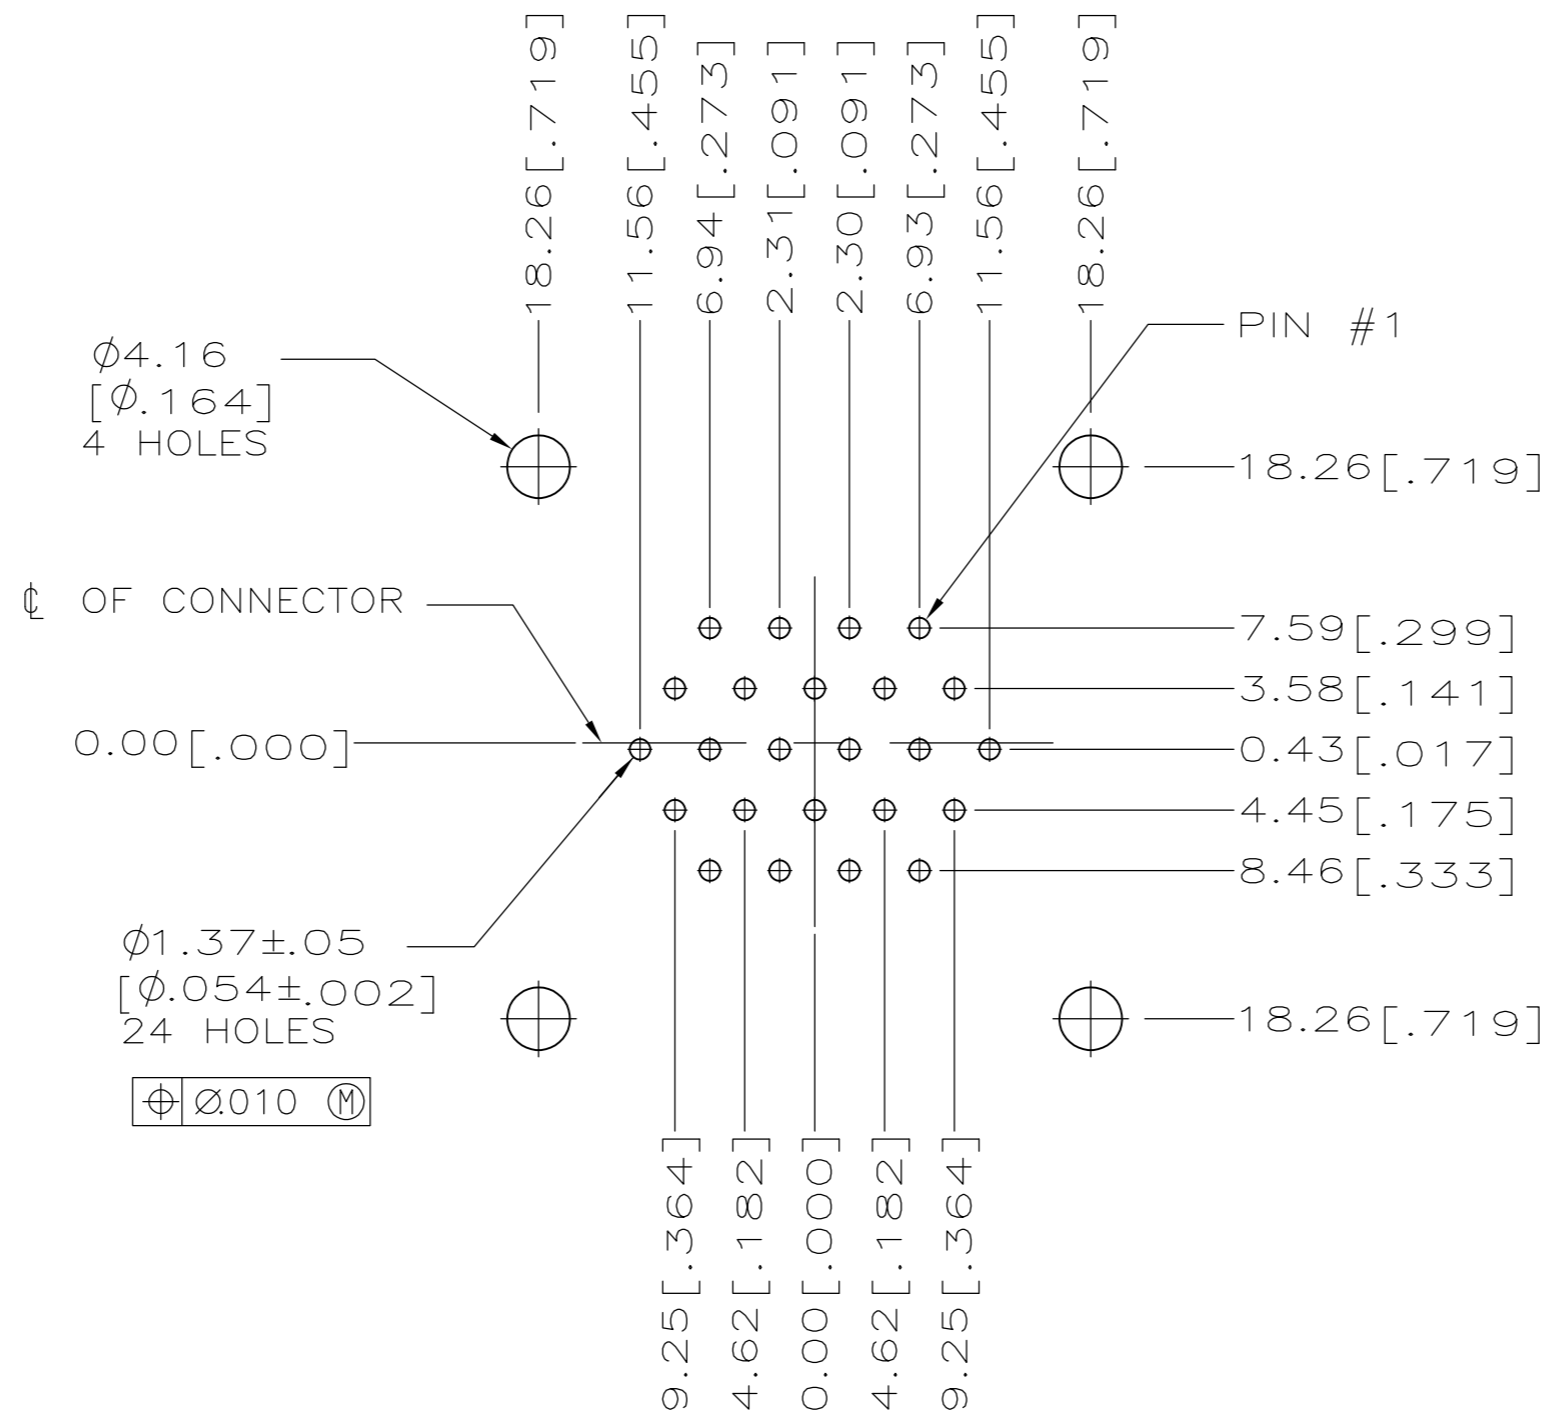 18.26[.719]
11.56[.455]
6.94[.273]
2.31[.091]
2.30[.091]
6.93[.273]
11.56[.455]
18.26[.719]
PIN #1
Ø4.16
[Ø.164]
4 HOLES
18.26[.719]
℄ OF CONNECTOR
7.59[.299]
3.58[.141]
0.00[.000]
0.43[.017]
4.45[.175]
8.46[.333]
Ø1.37±.05
[Ø.054±.002]
24 HOLES
18.26[.719]
⌖ Ø.010 Ⓜ
9.25[.364]
4.62[.182]
0.00[.000]
4.62[.182]
9.25[.364]